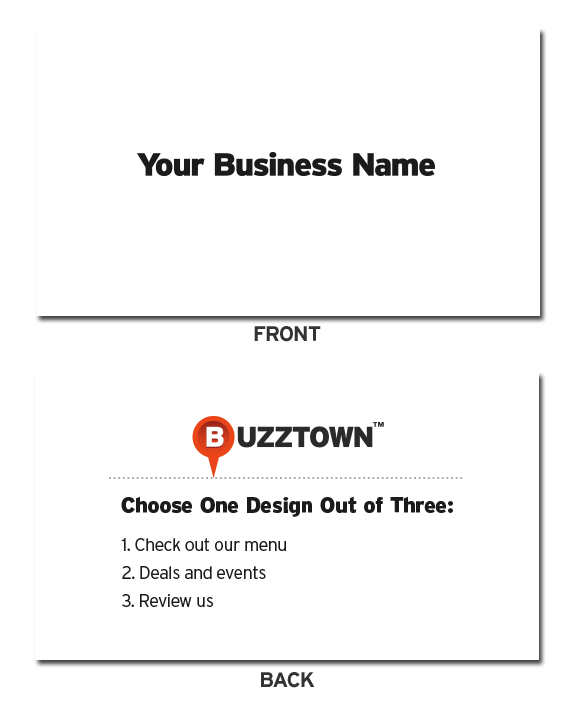 Your Business Name
FRONT
BUZZTOWN™
Choose One Design Out of Three:
1. Check out our menu
2. Deals and events
3. Review us
BACK